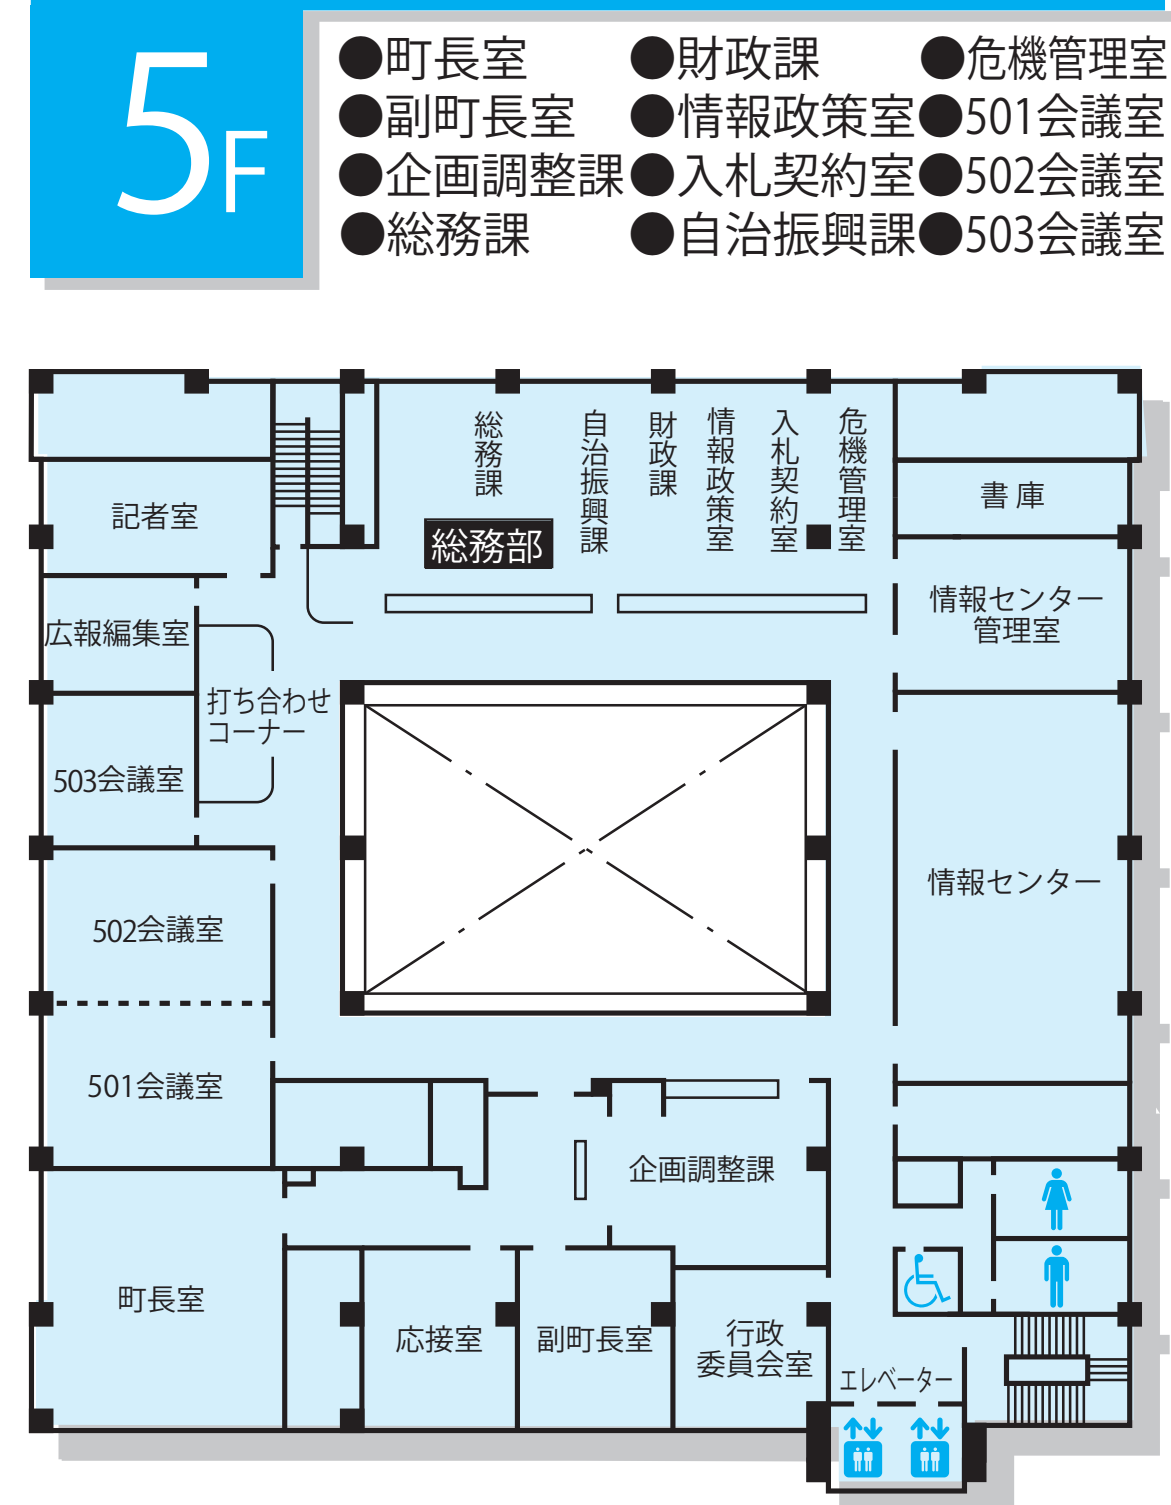 5F
●町長室
●副町長室
●企画調整課
●総務課
●財政課
●情報政策室
●入札契約室
●自治振興課
●危機管理室
●501会議室
●502会議室
●503会議室
総務課
自治振興課
財政課
情報政策室
入札契約室
危機管理室
総務部
記者室
書庫
広報編集室
情報センター
管理室
打ち合わせ
コーナー
503会議室
502会議室
情報センター
501会議室
企画調整課
町長室
応接室
副町長室
行政
委員会室
エレベーター